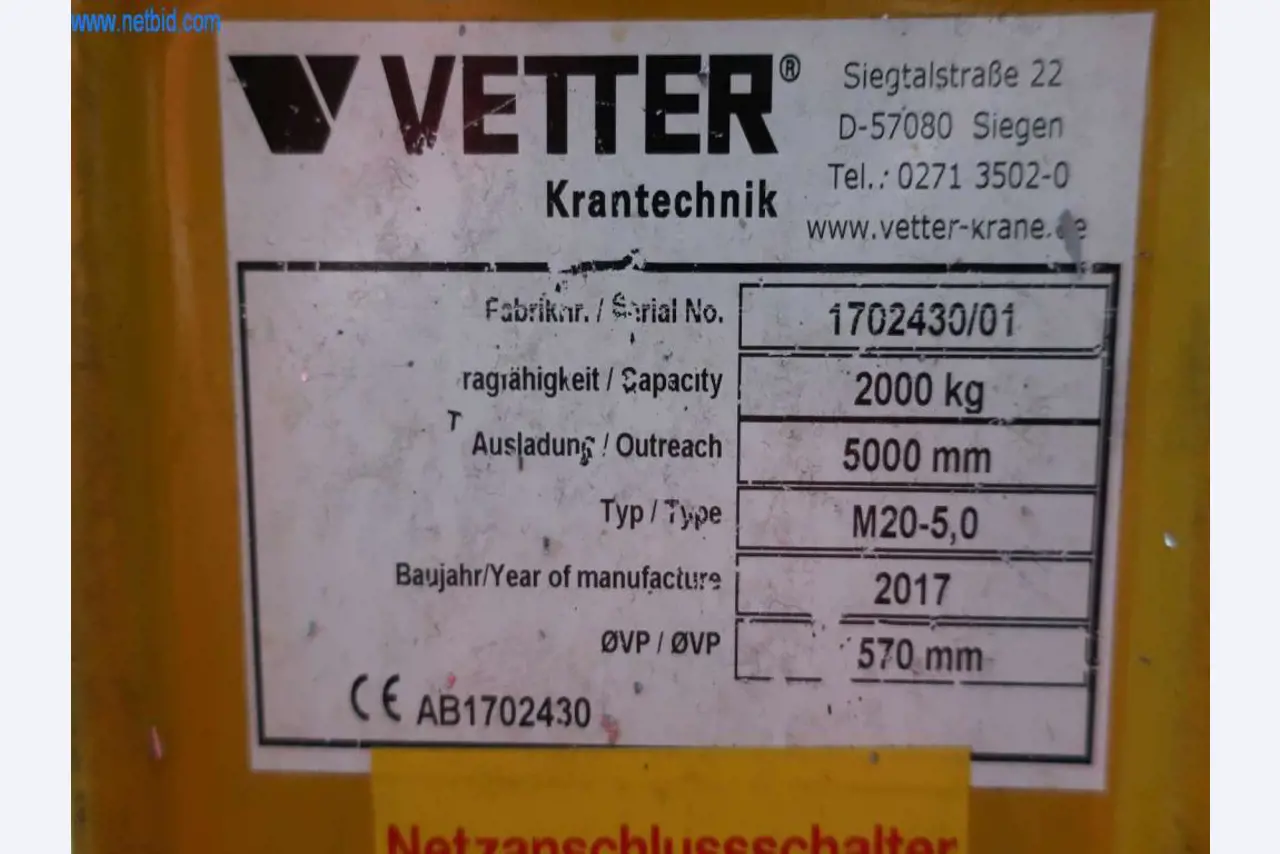 www.netbid.com
VETTER®
Krantechnik
Siegtalstraße 22
D-57080 Siegen
Tel.: 0271 3502-0
www.vetter-krane.de
Fabriknr. / Serial No. 1702430/01
Tragfähigkeit / Capacity 2000 kg
Ausladung / Outreach 5000 mm
Typ / Type M20-5,0
Baujahr/Year of manufacture 2017
ØVP / ØVP 570 mm
CE AB1702430
Netzanschlussschalter